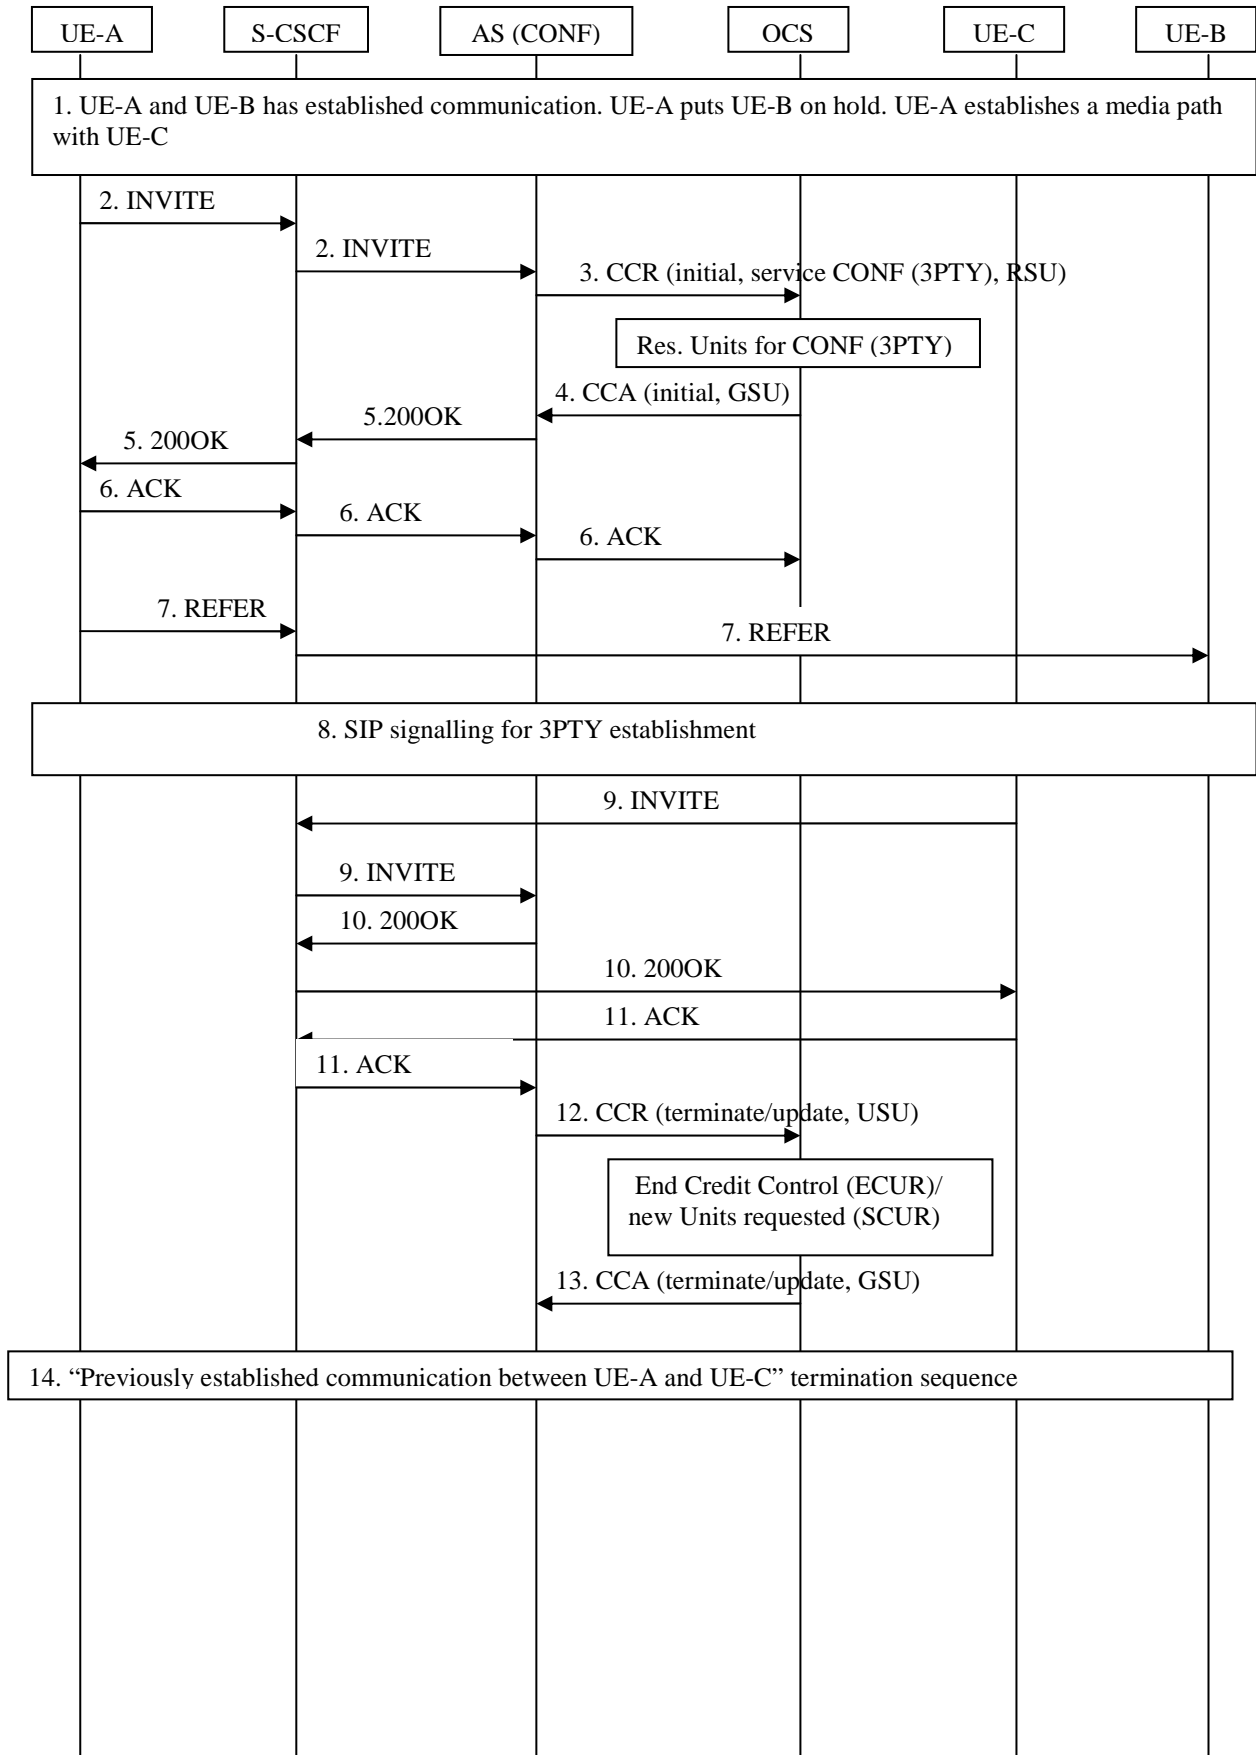 UE-A S-CSCF AS (CONF) OCS UE-C UE-B
1. UE-A and UE-B has established communication. UE-A puts UE-B on hold. UE-A establishes a media path
with UE-C
2. INVITE
2. INVITE
3. CCR (initial, service CONF (3PTY), RSU)
Res. Units for CONF (3PTY)
4. CCA (initial, GSU)
5.200OK
5. 200OK
6. ACK
6. ACK
6. ACK
7. REFER
7. REFER
8. SIP signalling for 3PTY establishment
9. INVITE
9. INVITE
10. 200OK
10. 200OK
11. ACK
11. ACK
12. CCR (terminate/update, USU)
End Credit Control (ECUR)/
new Units requested (SCUR)
13. CCA (terminate/update, GSU)
14. “Previously established communication between UE-A and UE-C” termination sequence